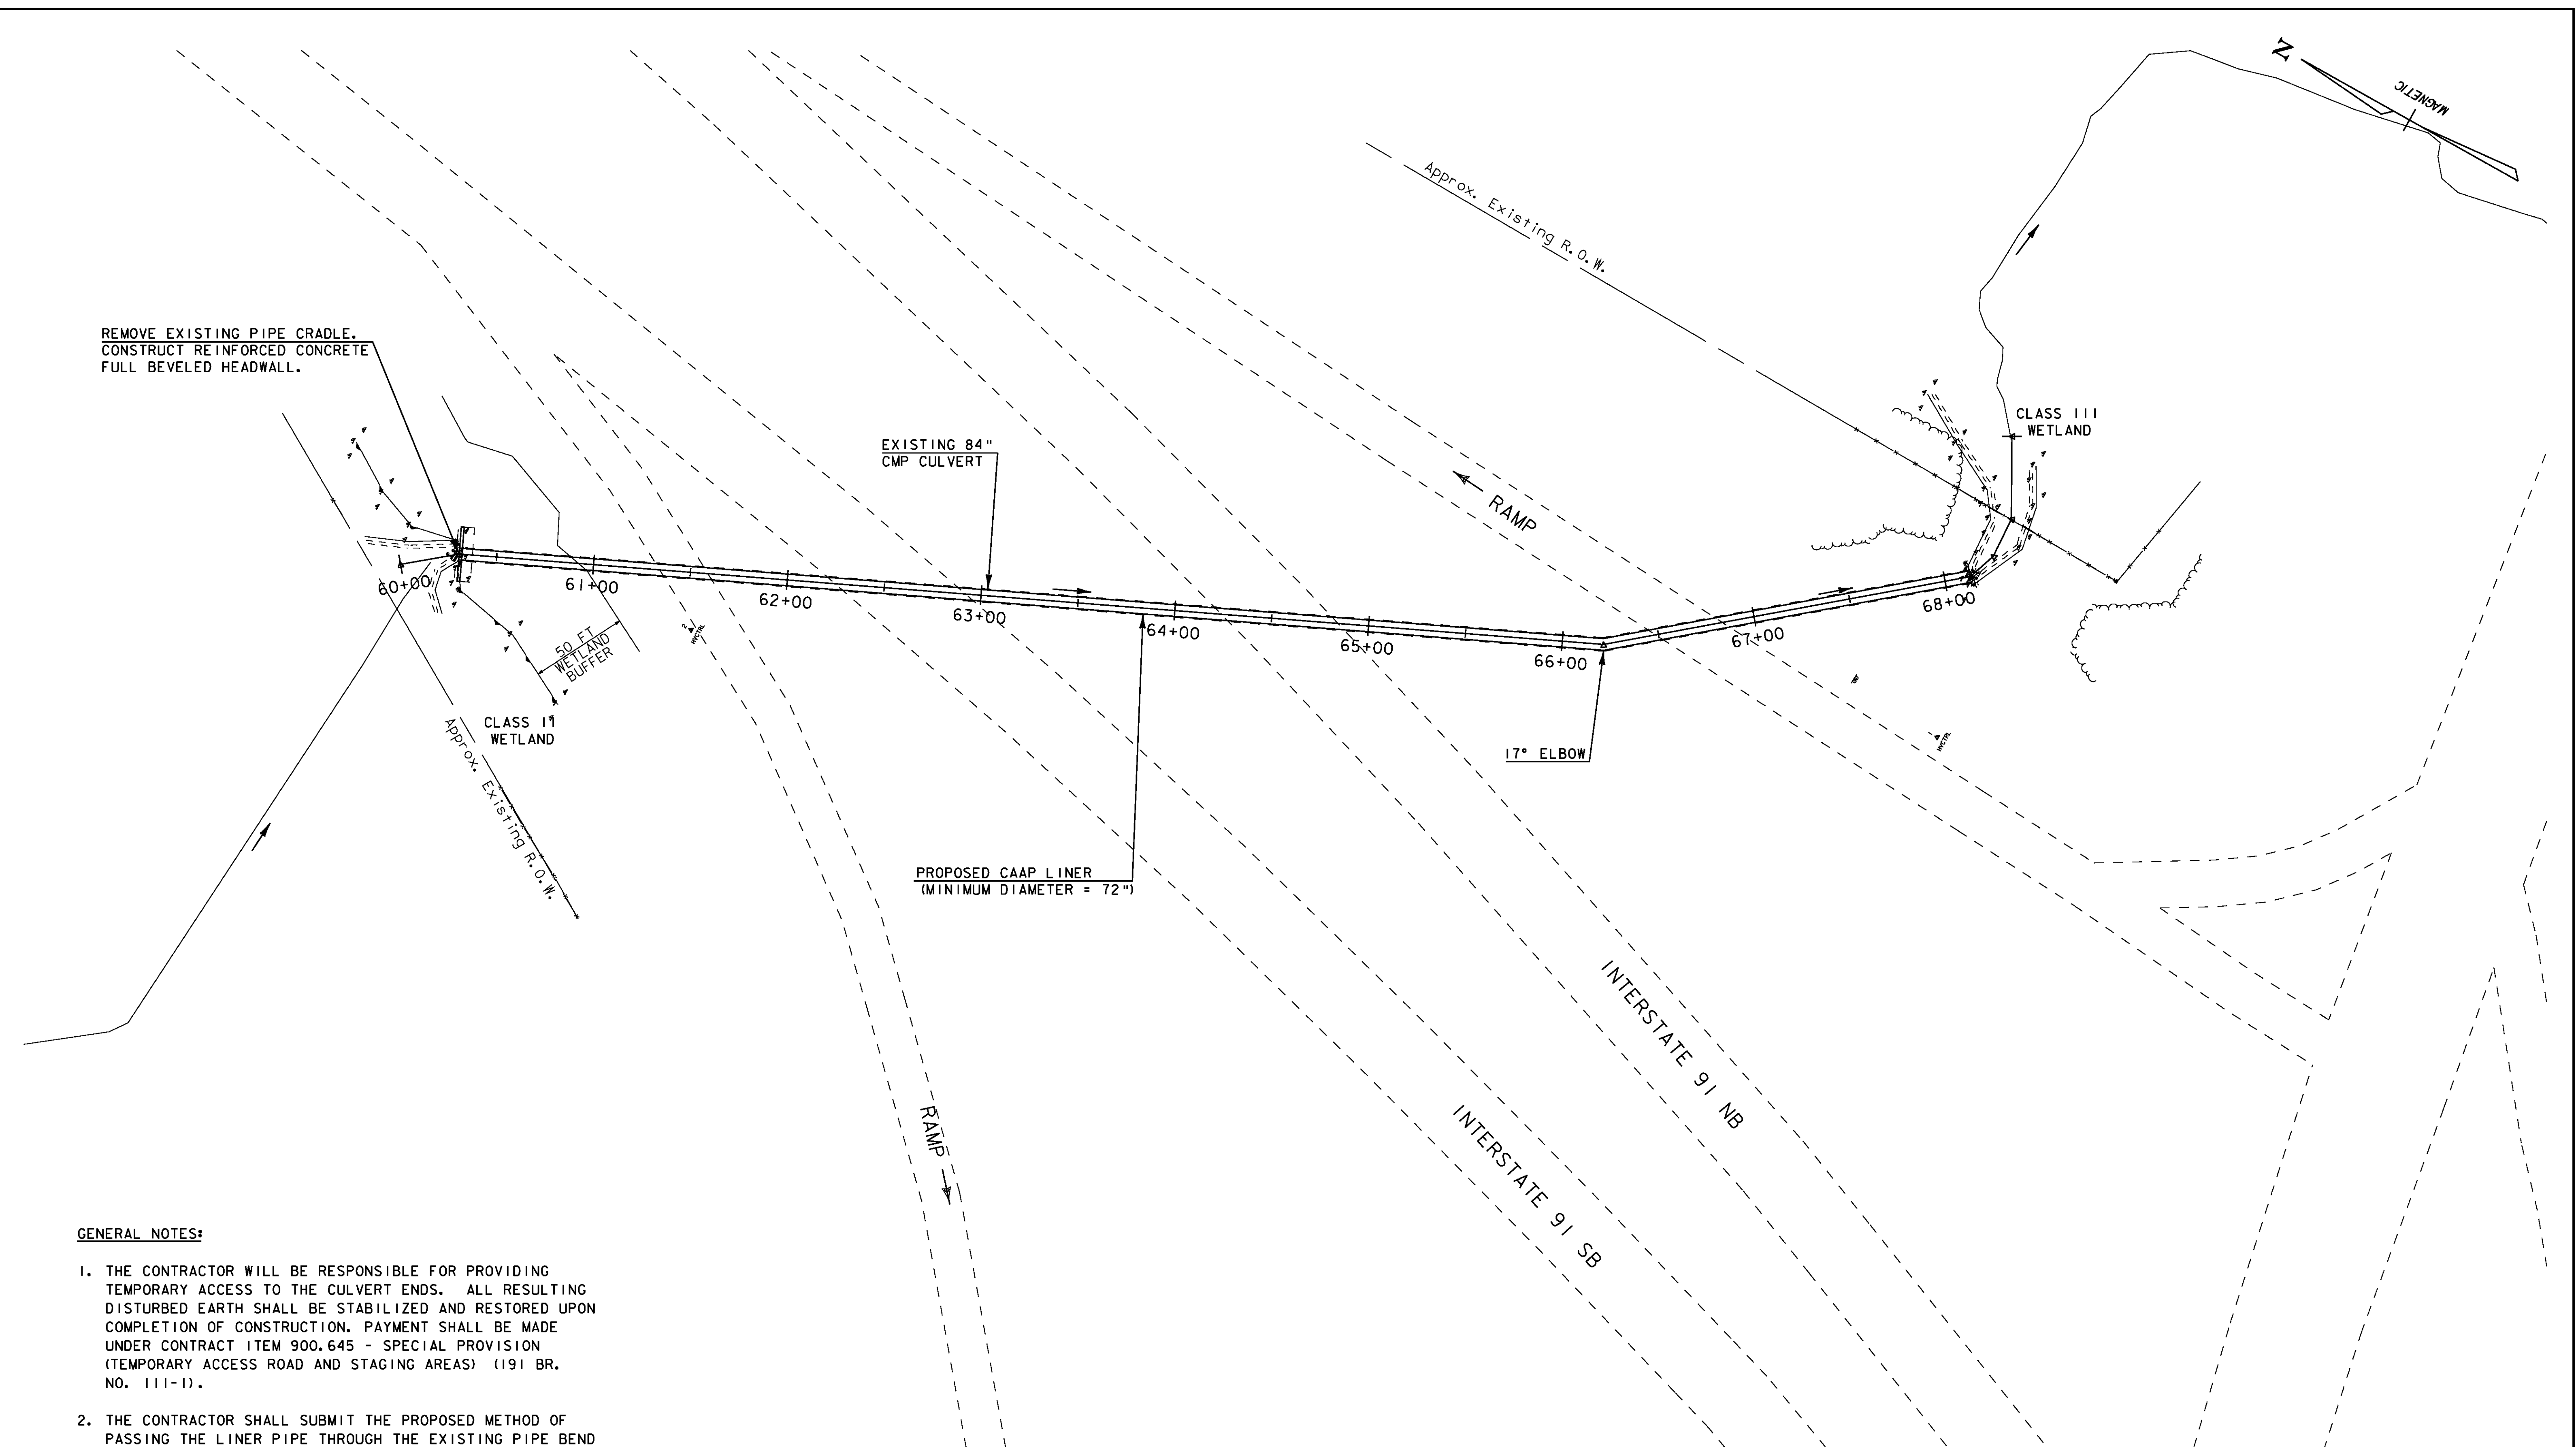 N
MAGNETIC
Approx. Existing R.O.W.
REMOVE EXISTING PIPE CRADLE.
CONSTRUCT REINFORCED CONCRETE
FULL BEVELED HEADWALL.
CLASS III
WETLAND
EXISTING 84"
CMP CULVERT
RAMP
60+00
61+00
62+00
63+00
64+00
65+00
66+00
67+00
68+00
2
HVCTRL
50 FT
WETLAND
BUFFER
CLASS II
WETLAND
Approx. Existing R.O.W.
17° ELBOW
1
HVCTRL
PROPOSED CAAP LINER
(MINIMUM DIAMETER = 72")
INTERSTATE 91 NB
INTERSTATE 91 SB
RAMP
GENERAL NOTES:
1. THE CONTRACTOR WILL BE RESPONSIBLE FOR PROVIDING
TEMPORARY ACCESS TO THE CULVERT ENDS. ALL RESULTING
DISTURBED EARTH SHALL BE STABILIZED AND RESTORED UPON
COMPLETION OF CONSTRUCTION. PAYMENT SHALL BE MADE
UNDER CONTRACT ITEM 900.645 - SPECIAL PROVISION
(TEMPORARY ACCESS ROAD AND STAGING AREAS) (I91 BR.
NO. 111-1).
2. THE CONTRACTOR SHALL SUBMIT THE PROPOSED METHOD OF
PASSING THE LINER PIPE THROUGH THE EXISTING PIPE BEND